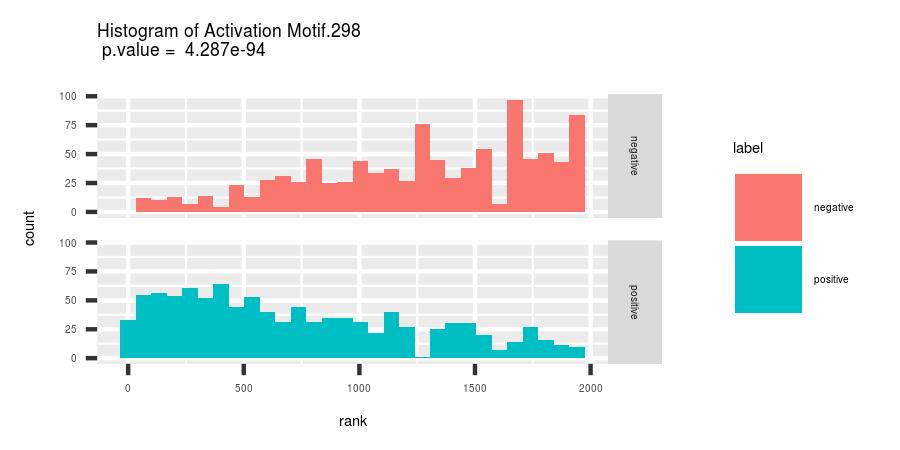 Histogram of Activation Motif.298
p.value = 4.287e-94
100
75
50
25
0
negative
100
75
50
25
0
positive
count
0 500 1000 1500 2000
rank
label
negative
positive